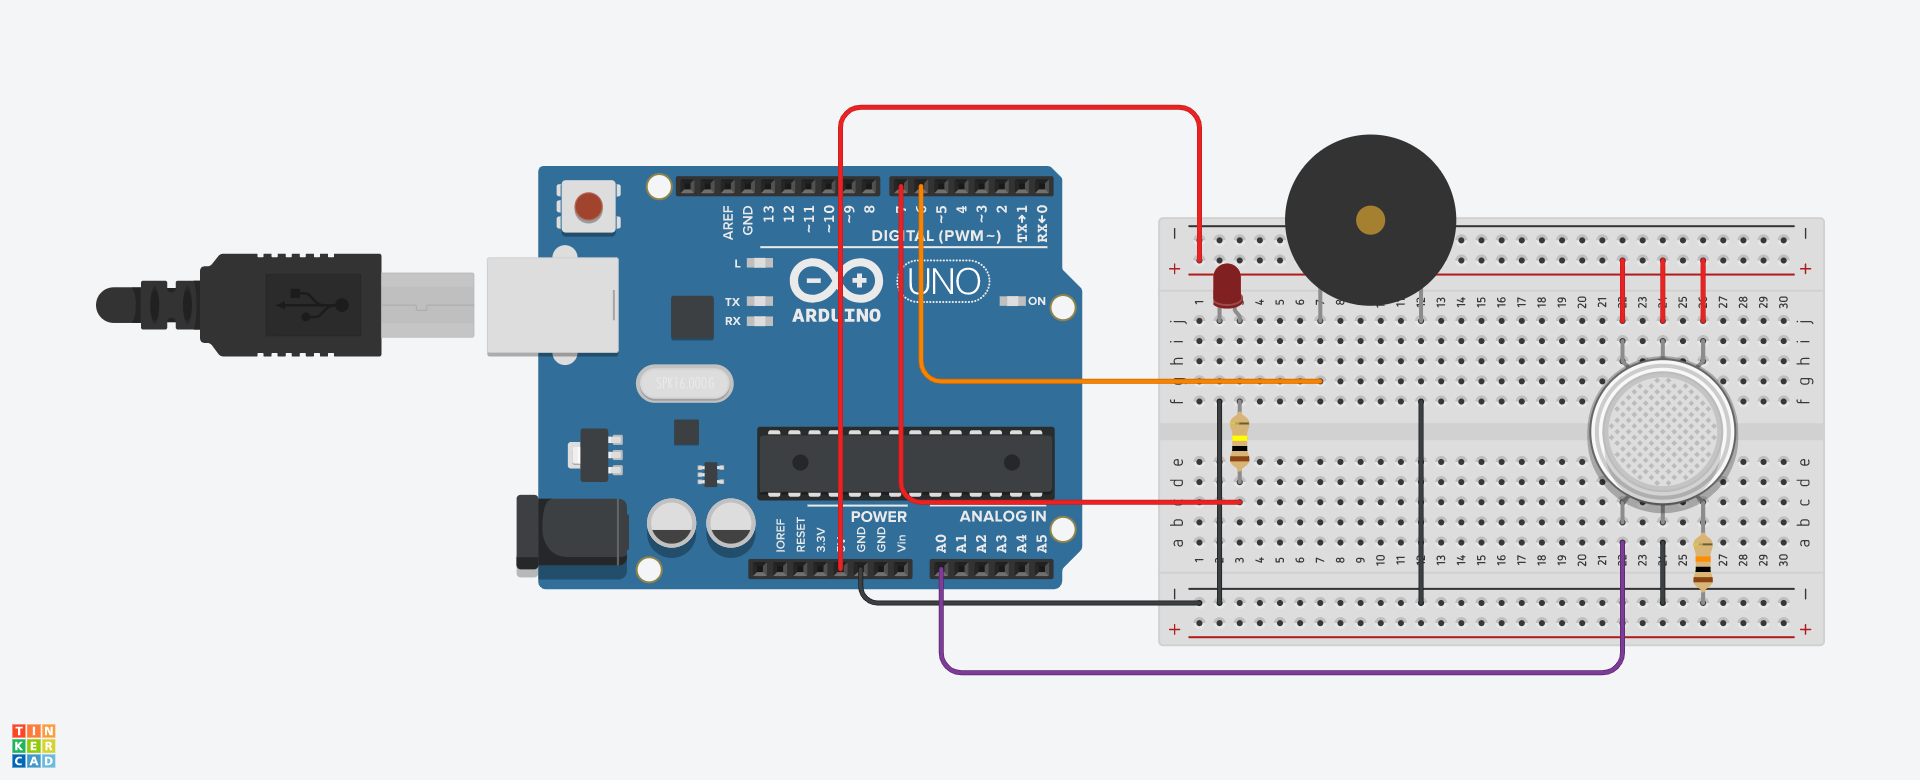 AREF GND 13 12 ~11 ~10 ~9 8 7 6 ~5 4 ~3 2 TX→1 RX←0
DIGITAL (PWM~)
L
TX
RX
ARDUINO
UNO
ON
SPK16.000G
POWER
ANALOG IN
IOREF RESET 3.3V 5V GND GND Vin A0 A1 A2 A3 A4 A5
− −
+ +
1 4 5 6 7 8 10 11 12 13 14 15 16 17 18 19 20 21 22 23 24 25 26 27 28 29 30
j j
i i
h h
g g
f f
e e
d d
c c
b b
a a
1 2 3 4 5 6 7 8 9 10 11 12 13 14 15 16 17 18 19 20 21 22 23 24 25 27 28 29 30
− −
+ +
TIN
KER
CAD